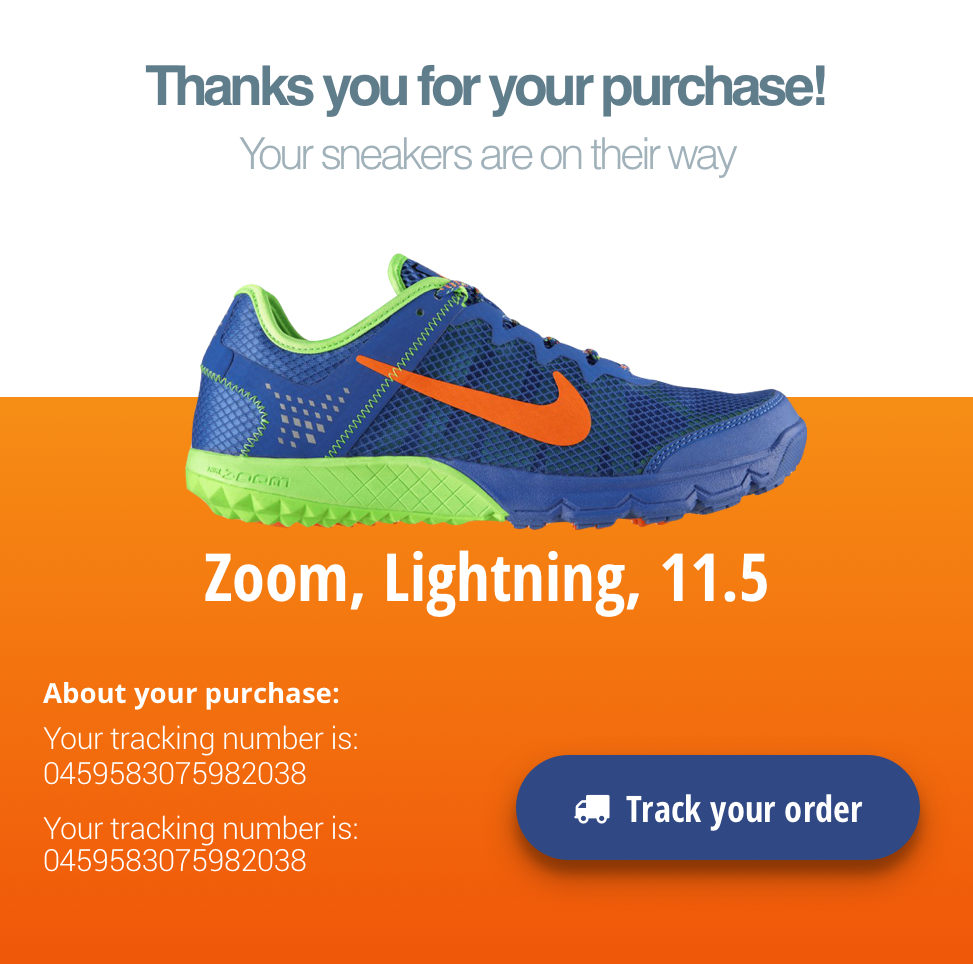 Thanks you for your purchase!
Your sneakers are on their way
ZOOM
Zoom, Lightning, 11.5
About your purchase:
Your tracking number is:
0459583075982038
Your tracking number is:
0459583075982038
Track your order